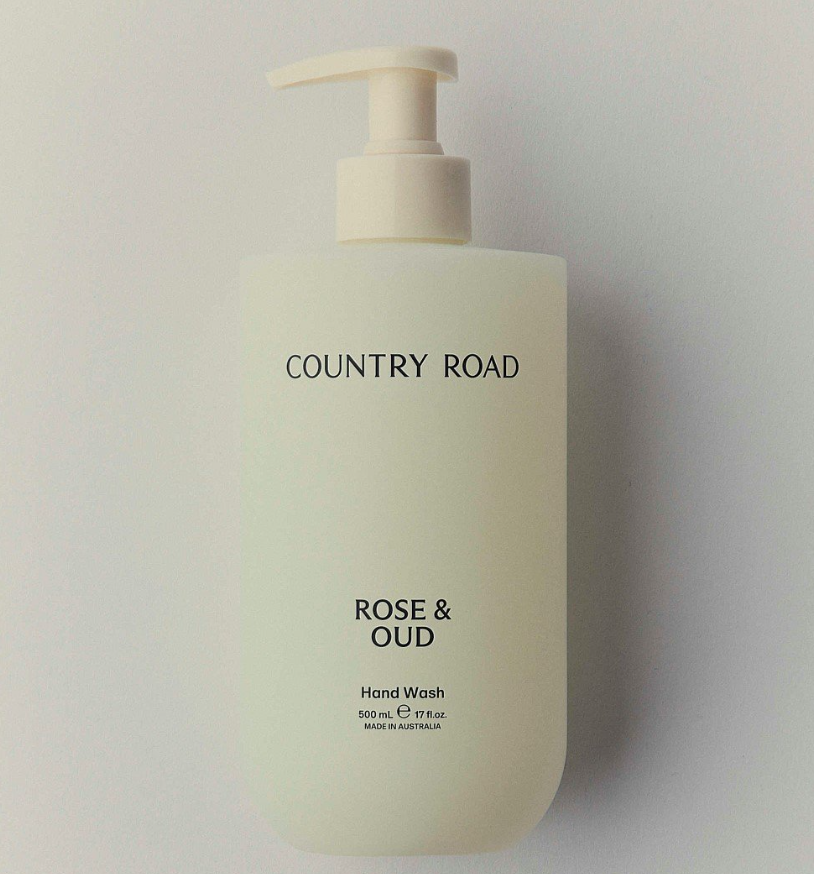 COUNTRY ROAD
ROSE &
OUD
Hand Wash
500 mL ℮ 17 fl.oz.
MADE IN AUSTRALIA